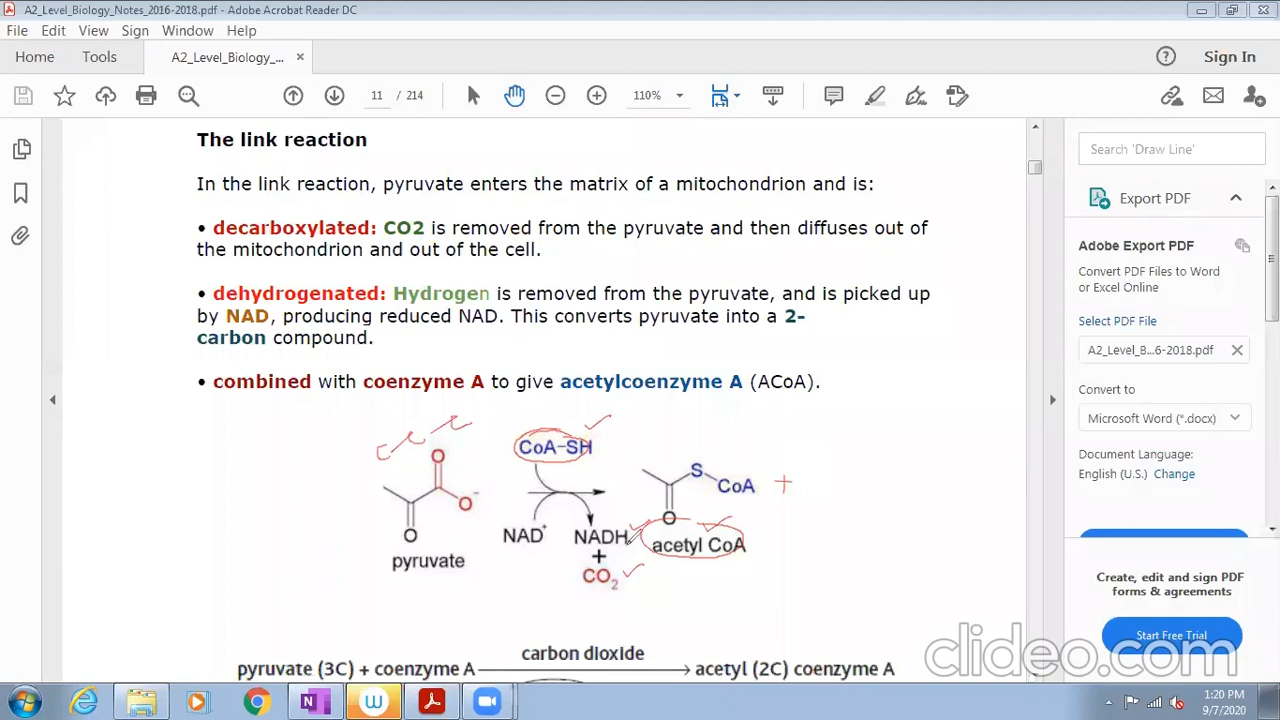 A2_Level_Biology_Notes_2016-2018.pdf - Adobe Acrobat Reader DC
File Edit View Sign Window Help
Home Tools A2_Level_Biology_... × Sign In
11 / 214 110%
The link reaction
In the link reaction, pyruvate enters the matrix of a mitochondrion and is:
• decarboxylated: CO2 is removed from the pyruvate and then diffuses out of
the mitochondrion and out of the cell.
• dehydrogenated: Hydrogen is removed from the pyruvate, and is picked up
by NAD, producing reduced NAD. This converts pyruvate into a 2-
carbon compound.
• combined with coenzyme A to give acetylcoenzyme A (ACoA).
CoA-SH
O
O⁻
O
pyruvate
NAD⁺
NADH
+
CO₂
S
CoA
O
acetyl CoA
+
carbon dioxide
pyruvate (3C) + coenzyme A acetyl (2C) coenzyme A
Search 'Draw Line'
Export PDF
Adobe Export PDF
Convert PDF Files to Word
or Excel Online
Select PDF File
A2_Level_B...6-2018.pdf
Convert to
Microsoft Word (*.docx)
Document Language:
English (U.S.) Change
Create, edit and sign PDF
forms & agreements
Start Free Trial
clideo.com
1:20 PM
9/7/2020